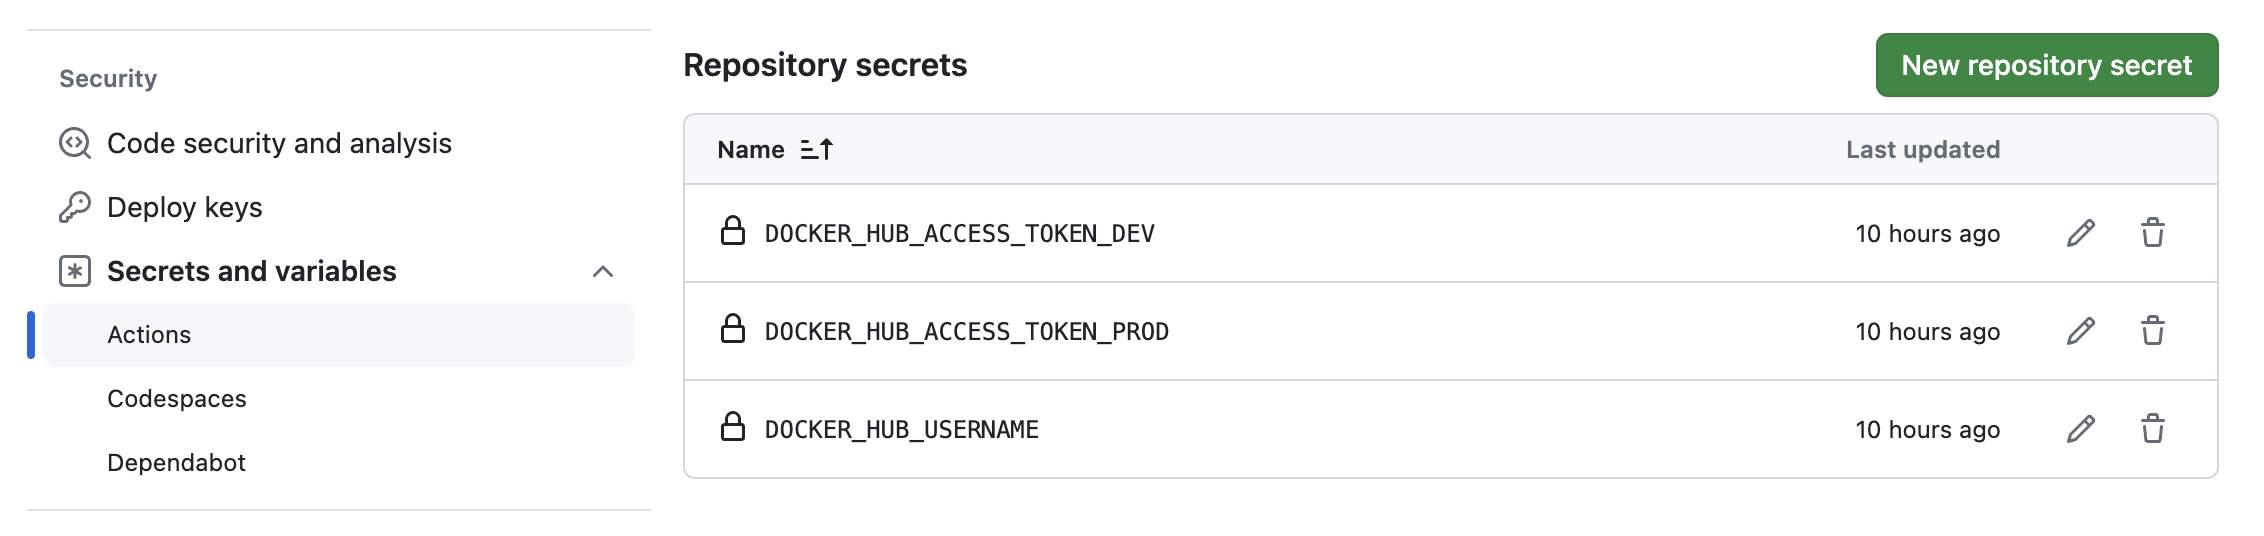 Security
Code security and analysis
Deploy keys
Secrets and variables
Actions
Codespaces
Dependabot
Repository secrets
New repository secret
Name Last updated
DOCKER_HUB_ACCESS_TOKEN_DEV 10 hours ago
DOCKER_HUB_ACCESS_TOKEN_PROD 10 hours ago
DOCKER_HUB_USERNAME 10 hours ago